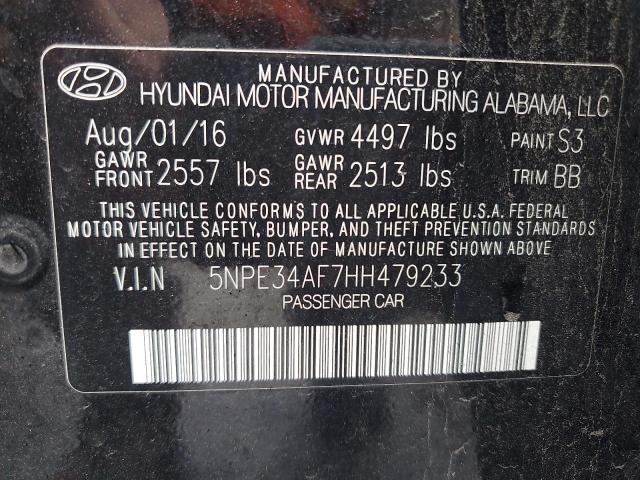 MANUFACTURED BY
HYUNDAI MOTOR MANUFACTURING ALABAMA, LLC
Aug/01/16 GVWR 4497 lbs PAINT S3
GAWR FRONT 2557 lbs GAWR REAR 2513 lbs TRIM BB
THIS VEHICLE CONFORMS TO ALL APPLICABLE U.S.A. FEDERAL
MOTOR VEHICLE SAFETY, BUMPER, AND THEFT PREVENTION STANDARDS
IN EFFECT ON THE DATE OF MANUFACTURE SHOWN ABOVE
V.I.N 5NPE34AF7HH479233
PASSENGER CAR